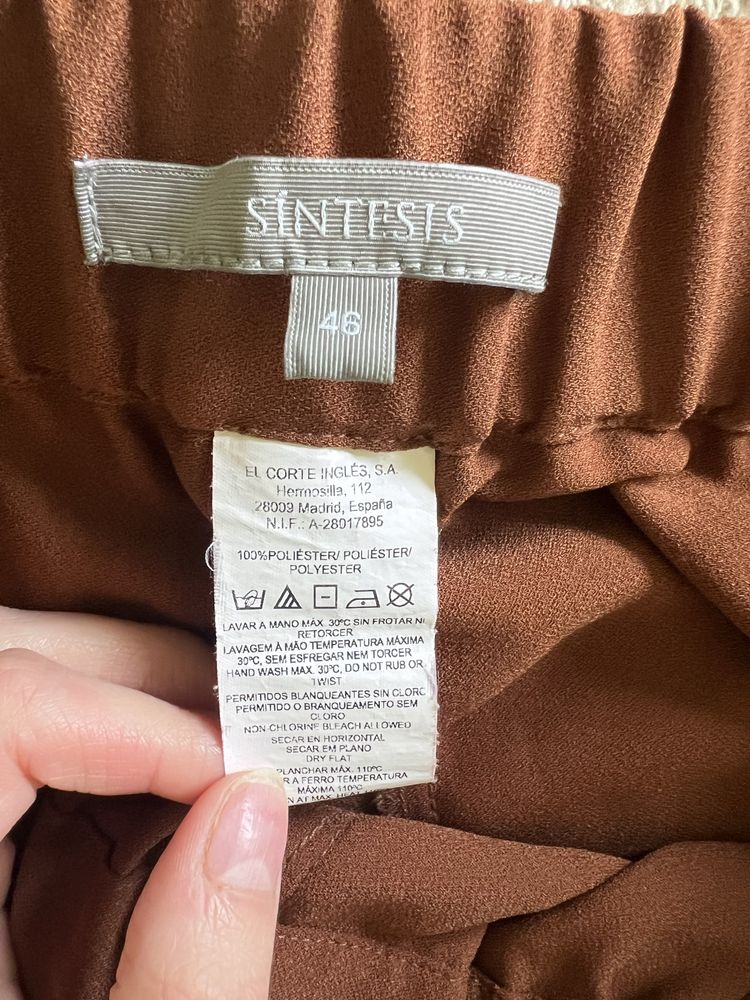 SÍNTESIS
46
EL CORTE INGLÉS, S.A.
Hermosilla, 112
28009 Madrid, España
N.I.F.: A-28017895
100%POLIÉSTER/ POLIÉSTER/
POLYESTER
LAVAR A MANO MÁX. 30ºC SIN FROTAR NI
RETORCER
LAVAGEM À MÃO TEMPERATURA MÁXIMA
30ºC, SEM ESFREGAR NEM TORCER
HAND WASH MAX. 30ºC, DO NOT RUB OR
TWIST
PERMITIDOS BLANQUEANTES SIN CLORO
PERMITIDO O BRANQUEAMENTO SEM
CLORO
NON-CHLORINE BLEACH ALLOWED
SECAR EN HORIZONTAL
SECAR EM PLANO
DRY FLAT
PLANCHAR MÁX. 110ºC
R A FERRO TEMPERATURA
MÁXIMA 110ºC
N AT MAX.